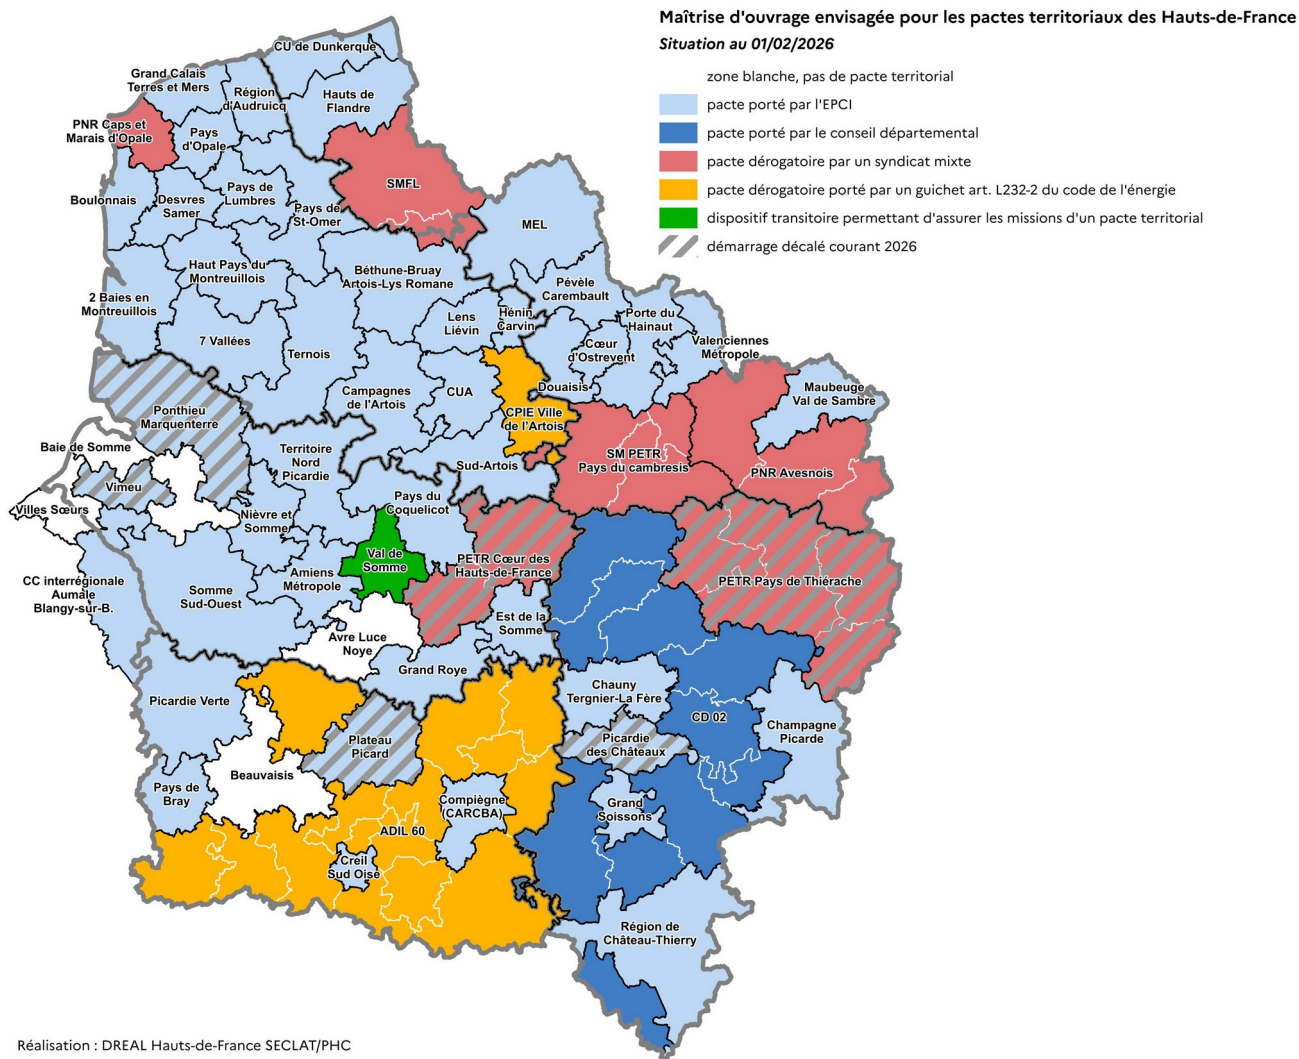 Maîtrise d'ouvrage envisagée pour les pactes territoriaux des Hauts-de-France
Situation au 01/02/2026
zone blanche, pas de pacte territorial
pacte porté par l'EPCI
pacte porté par le conseil départemental
pacte dérogatoire par un syndicat mixte
pacte dérogatoire porté par un guichet art. L232-2 du code de l'énergie
dispositif transitoire permettant d'assurer les missions d'un pacte territorial
démarrage décalé courant 2026
CU de Dunkerque
Grand Calais
Terres et Mers
Région
d'Audruicq
Hauts de
Flandre
PNR Caps et
Marais d'Opale
Pays
d'Opale
SMFL
Boulonnais
Desvres
Samer
Pays de
Lumbres
Pays de
St-Omer
MEL
Haut Pays du
Montreuillois
Béthune-Bruay
Artois-Lys Romane
2 Baies en
Montreuillois
Pévèle
Carembault
Lens
Liévin
Hénin
Carvin
Porte du
Hainaut
7 Vallées
Ternois
Cœur
d'Ostrevent
Valenciennes
Métropole
Campagnes
de l'Artois
CUA
Douaisis
Maubeuge
Val de Sambre
Ponthieu
Marquenterre
CPIE Ville
de l'Artois
Baie de Somme
Territoire
Nord
Picardie
Sud-Artois
SM PETR
Pays du cambresis
PNR Avesnois
Vimeu
Villes Sœurs
Nièvre et
Somme
Pays du
Coquelicot
Val de
Somme
PETR Cœur des
Hauts-de-France
PETR Pays de Thiérache
CC interrégionale
Aumale
Blangy-sur-B.
Somme
Sud-Ouest
Amiens
Métropole
Est de la
Somme
Avre Luce
Noye
Grand Roye
Picardie Verte
Chauny
Tergnier-La Fère
CD 02
Champagne
Picarde
Plateau
Picard
Picardie
des Châteaux
Beauvaisis
Pays de
Bray
Compiègne
(CARCBA)
Grand
Soissons
ADIL 60
Creil
Sud Oise
Région de
Château-Thierry
Réalisation : DREAL Hauts-de-France SECLAT/PHC